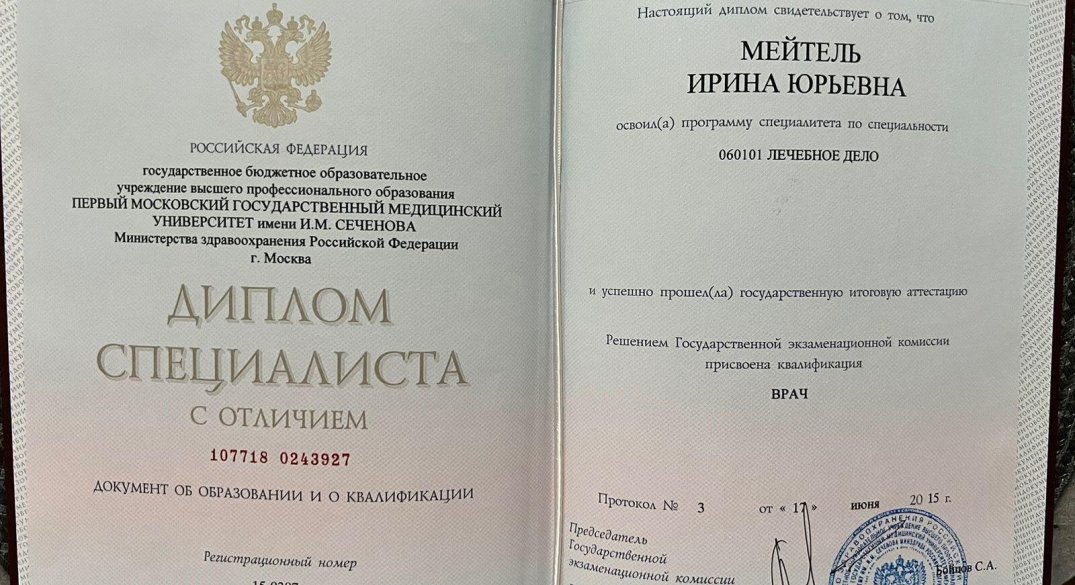 РОССИЙСКАЯ ФЕДЕРАЦИЯ
государственное бюджетное образовательное
учреждение высшего профессионального образования
ПЕРВЫЙ МОСКОВСКИЙ ГОСУДАРСТВЕННЫЙ МЕДИЦИНСКИЙ
УНИВЕРСИТЕТ имени И.М. СЕЧЕНОВА
Министерства здравоохранения Российской Федерации
г. Москва
ДИПЛОМ
СПЕЦИАЛИСТА
С ОТЛИЧИЕМ
107718 0243927
ДОКУМЕНТ ОБ ОБРАЗОВАНИИ И О КВАЛИФИКАЦИИ
Регистрационный номер
Настоящий диплом свидетельствует о том, что
МЕЙТЕЛЬ
ИРИНА ЮРЬЕВНА
освоил(а) программу специалитета по специальности
060101 ЛЕЧЕБНОЕ ДЕЛО
и успешно прошел(ла) государственную итоговую аттестацию
Решением Государственной экзаменационной комиссии
присвоена квалификация
ВРАЧ
Протокол № 3 от « 17 » июня 20 15 г.
Председатель
Государственной
экзаменационной комиссии
Бойцов С.А.